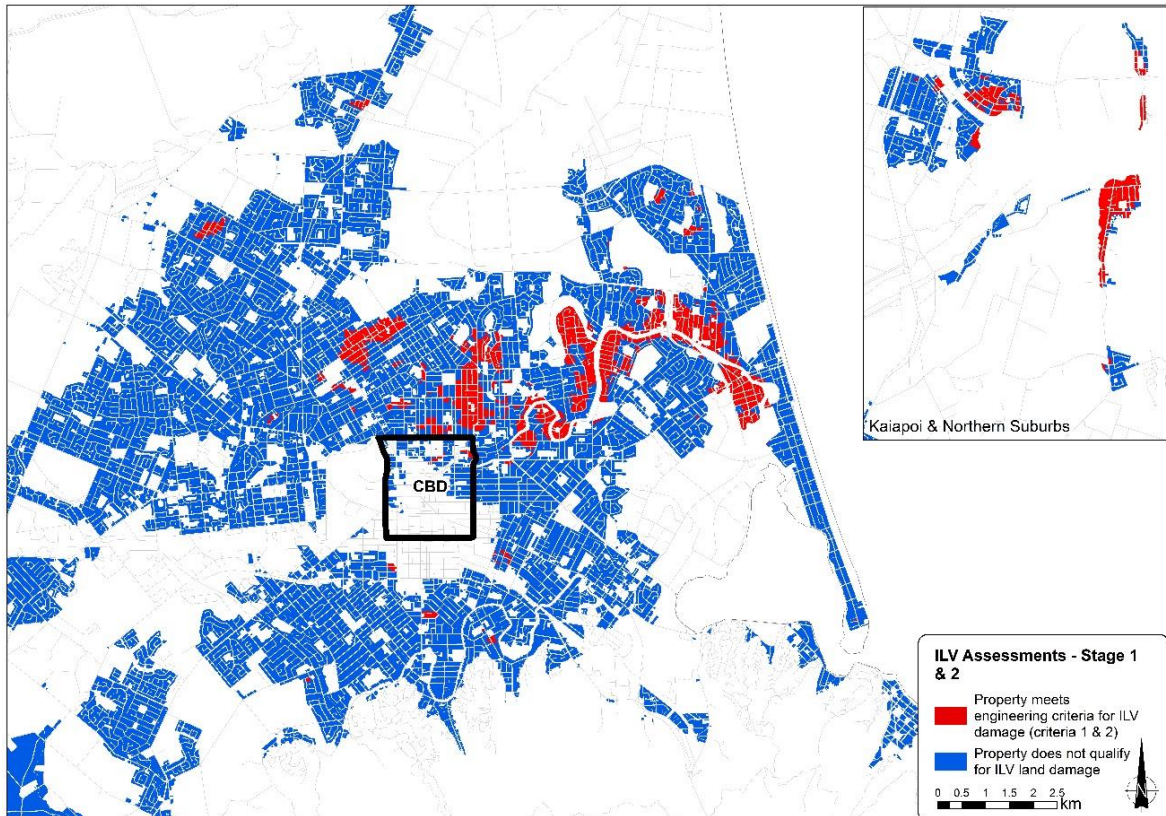 Kaiapoi & Northern Suburbs
CBD
ILV Assessments - Stage 1
& 2
Property meets
engineering criteria for ILV
damage (criteria 1 & 2)
Property does not qualify
for ILV land damage
0 0.5 1 1.5 2 2.5
km
N